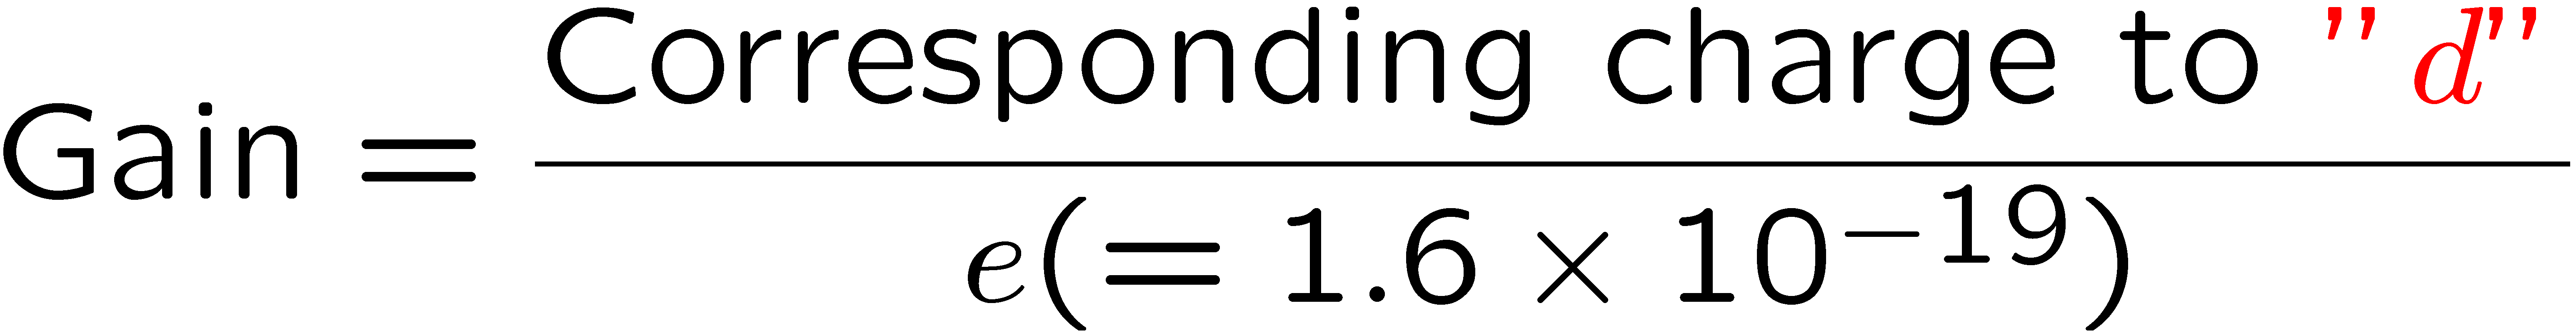 Gain = Corresponding charge to "d" / e(= 1.6 × 10⁻¹⁹)